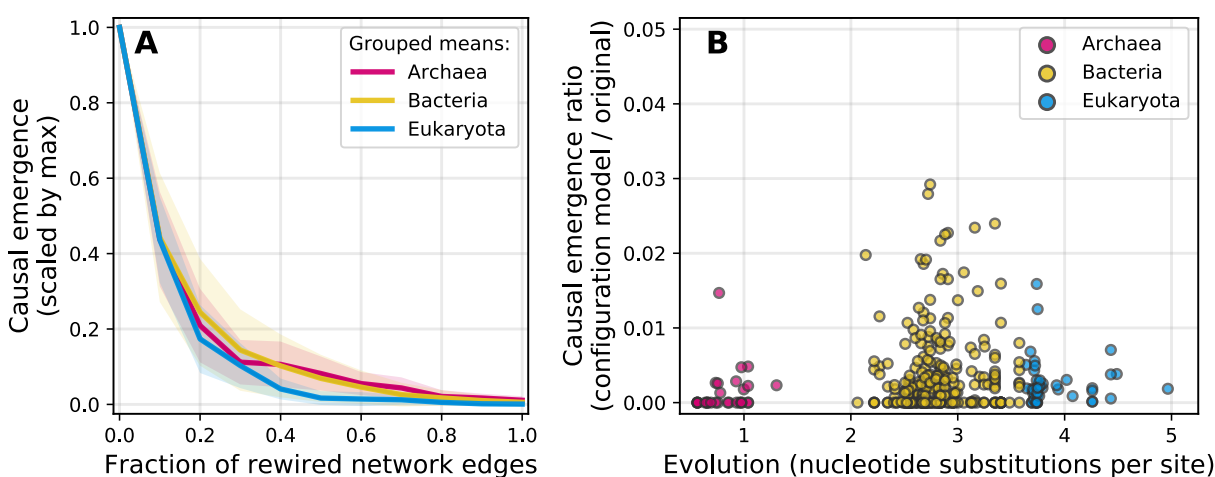 A
Grouped means:
Archaea
Bacteria
Eukaryota
1.0
0.8
0.6
0.4
0.2
0.0
Causal emergence
(scaled by max)
0.0
0.2
0.4
0.6
0.8
1.0
Fraction of rewired network edges
B
Archaea
Bacteria
Eukaryota
0.05
0.04
0.03
0.02
0.01
0.00
Causal emergence ratio
(configuration model / original)
1
2
3
4
5
Evolution (nucleotide substitutions per site)